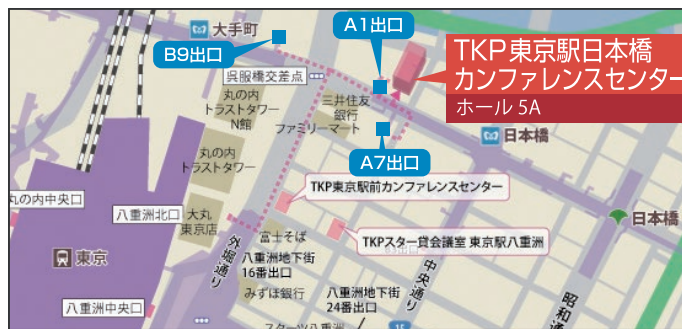 大手町
A1出口
B9出口
TKP東京駅日本橋
カンファレンスセンター
ホール 5A
呉服橋交差点
丸の内
トラストタワー
N館
三井住友
銀行
ファミリーマート
日本橋
A7出口
丸の内
トラストタワー
TKP東京駅前カンファレンスセンター
丸の内中央口
八重洲北口
大丸
東京店
日本橋
富士そば
TKPスター貸会議室 東京駅八重洲
東京
外堀通り
八重洲地下街
16番出口
中央通り
みずほ銀行
八重洲地下街
24番出口
昭和通
八重洲中央口
スターツ八重洲
15